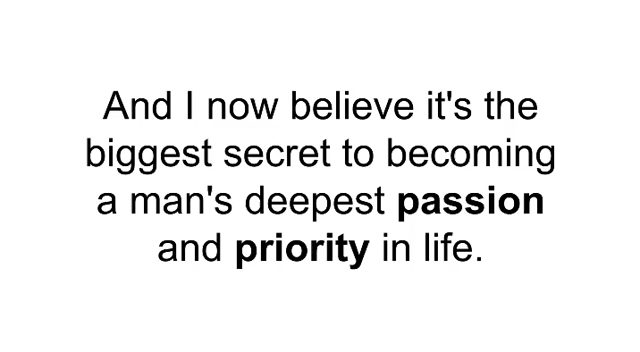 And I now believe it's the
biggest secret to becoming
a man's deepest passion
and priority in life.